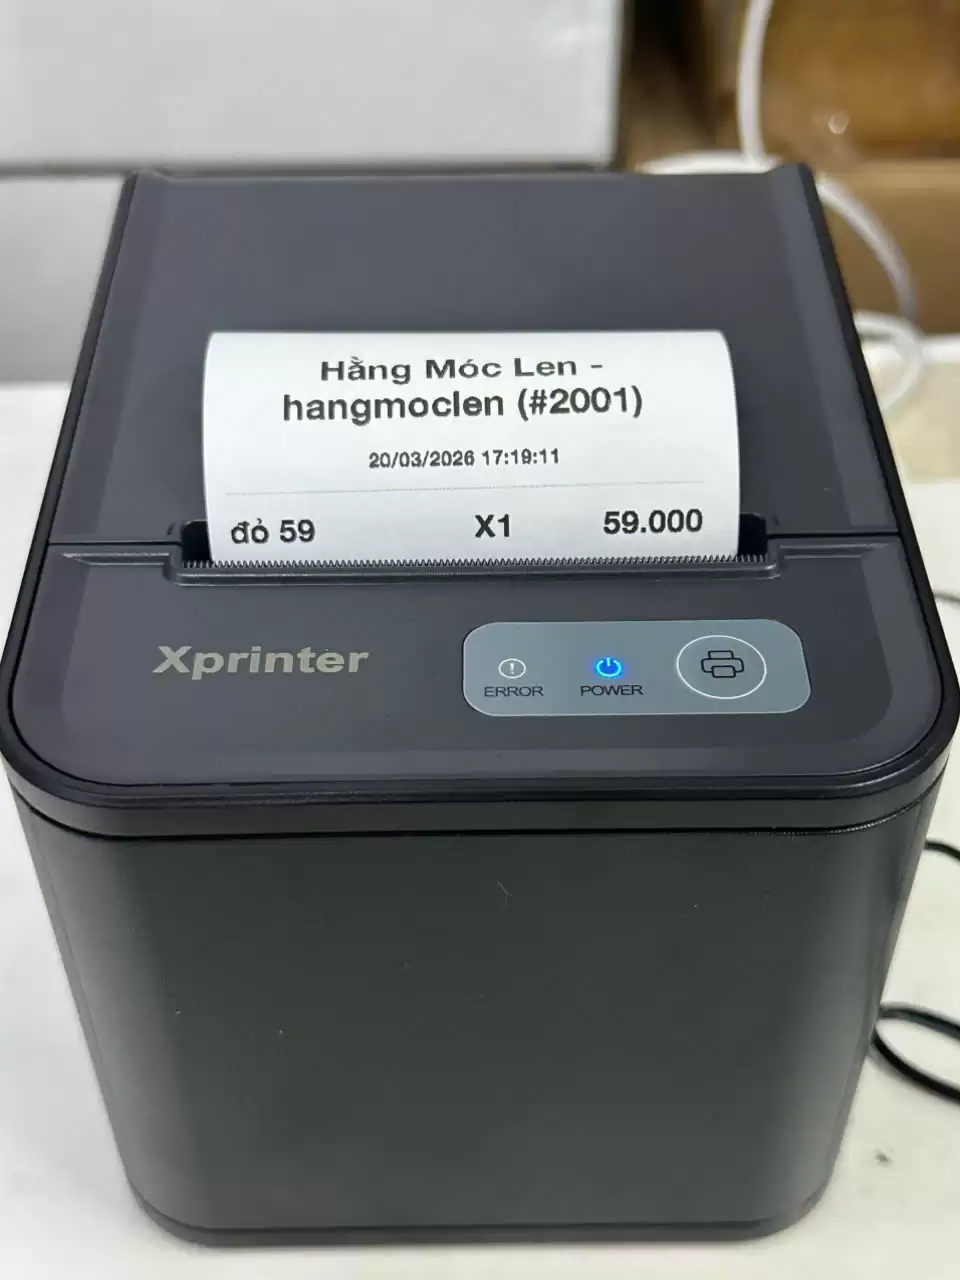 Hằng Móc Len -
hangmoclen (#2001)
20/03/2026 17:19:11
đỏ 59 X1 59.000
Xprinter
ERROR POWER